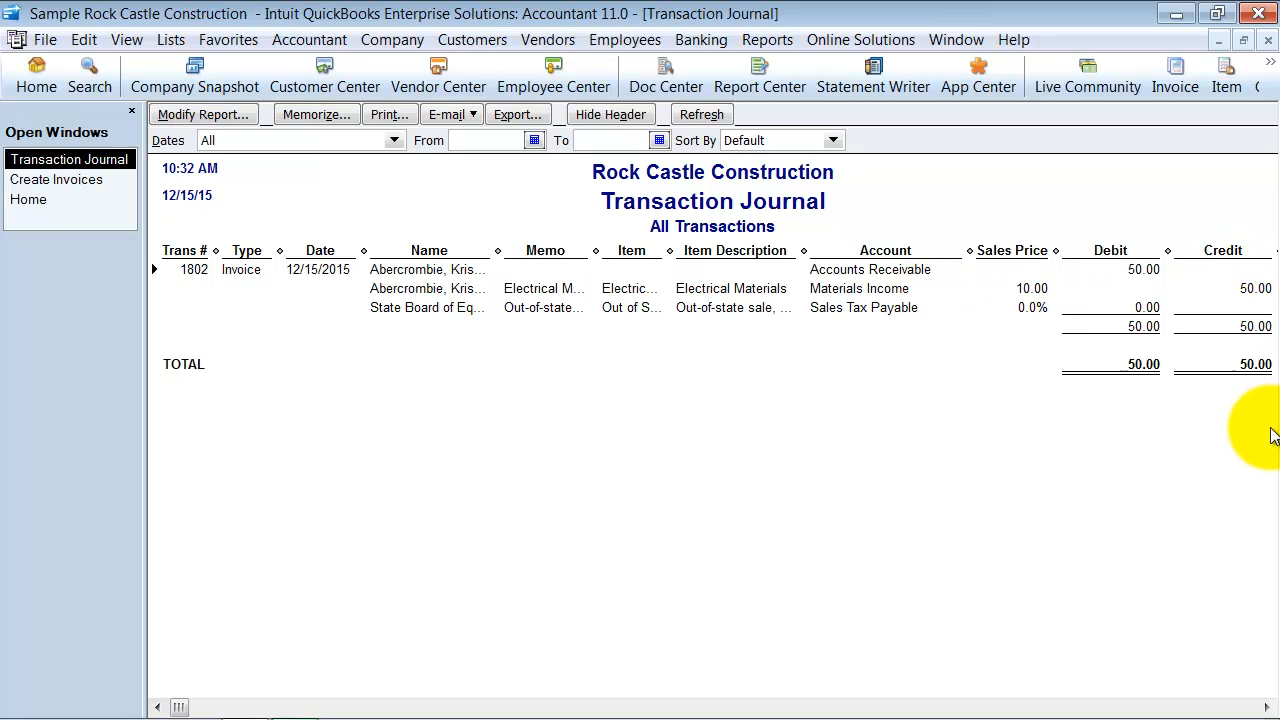 Sample Rock Castle Construction - Intuit QuickBooks Enterprise Solutions: Accountant 11.0 - [Transaction Journal]
File Edit View Lists Favorites Accountant Company Customers Vendors Employees Banking Reports Online Solutions Window Help
Home Search Company Snapshot Customer Center Vendor Center Employee Center Doc Center Report Center Statement Writer App Center Live Community Invoice Item
Modify Report... Memorize... Print... E-mail Export... Hide Header Refresh
Open Windows
Dates All From To Sort By Default
Transaction Journal
Create Invoices
Home
10:32 AM
12/15/15
Rock Castle Construction
Transaction Journal
All Transactions
Trans # Type Date Name Memo Item Item Description Account Sales Price Debit Credit
1802 Invoice 12/15/2015 Abercrombie, Kris... Accounts Receivable 50.00
Abercrombie, Kris... Electrical M... Electric... Electrical Materials Materials Income 10.00 50.00
State Board of Eq... Out-of-state... Out of S... Out-of-state sale, ... Sales Tax Payable 0.0% 0.00
50.00 50.00
TOTAL 50.00 50.00